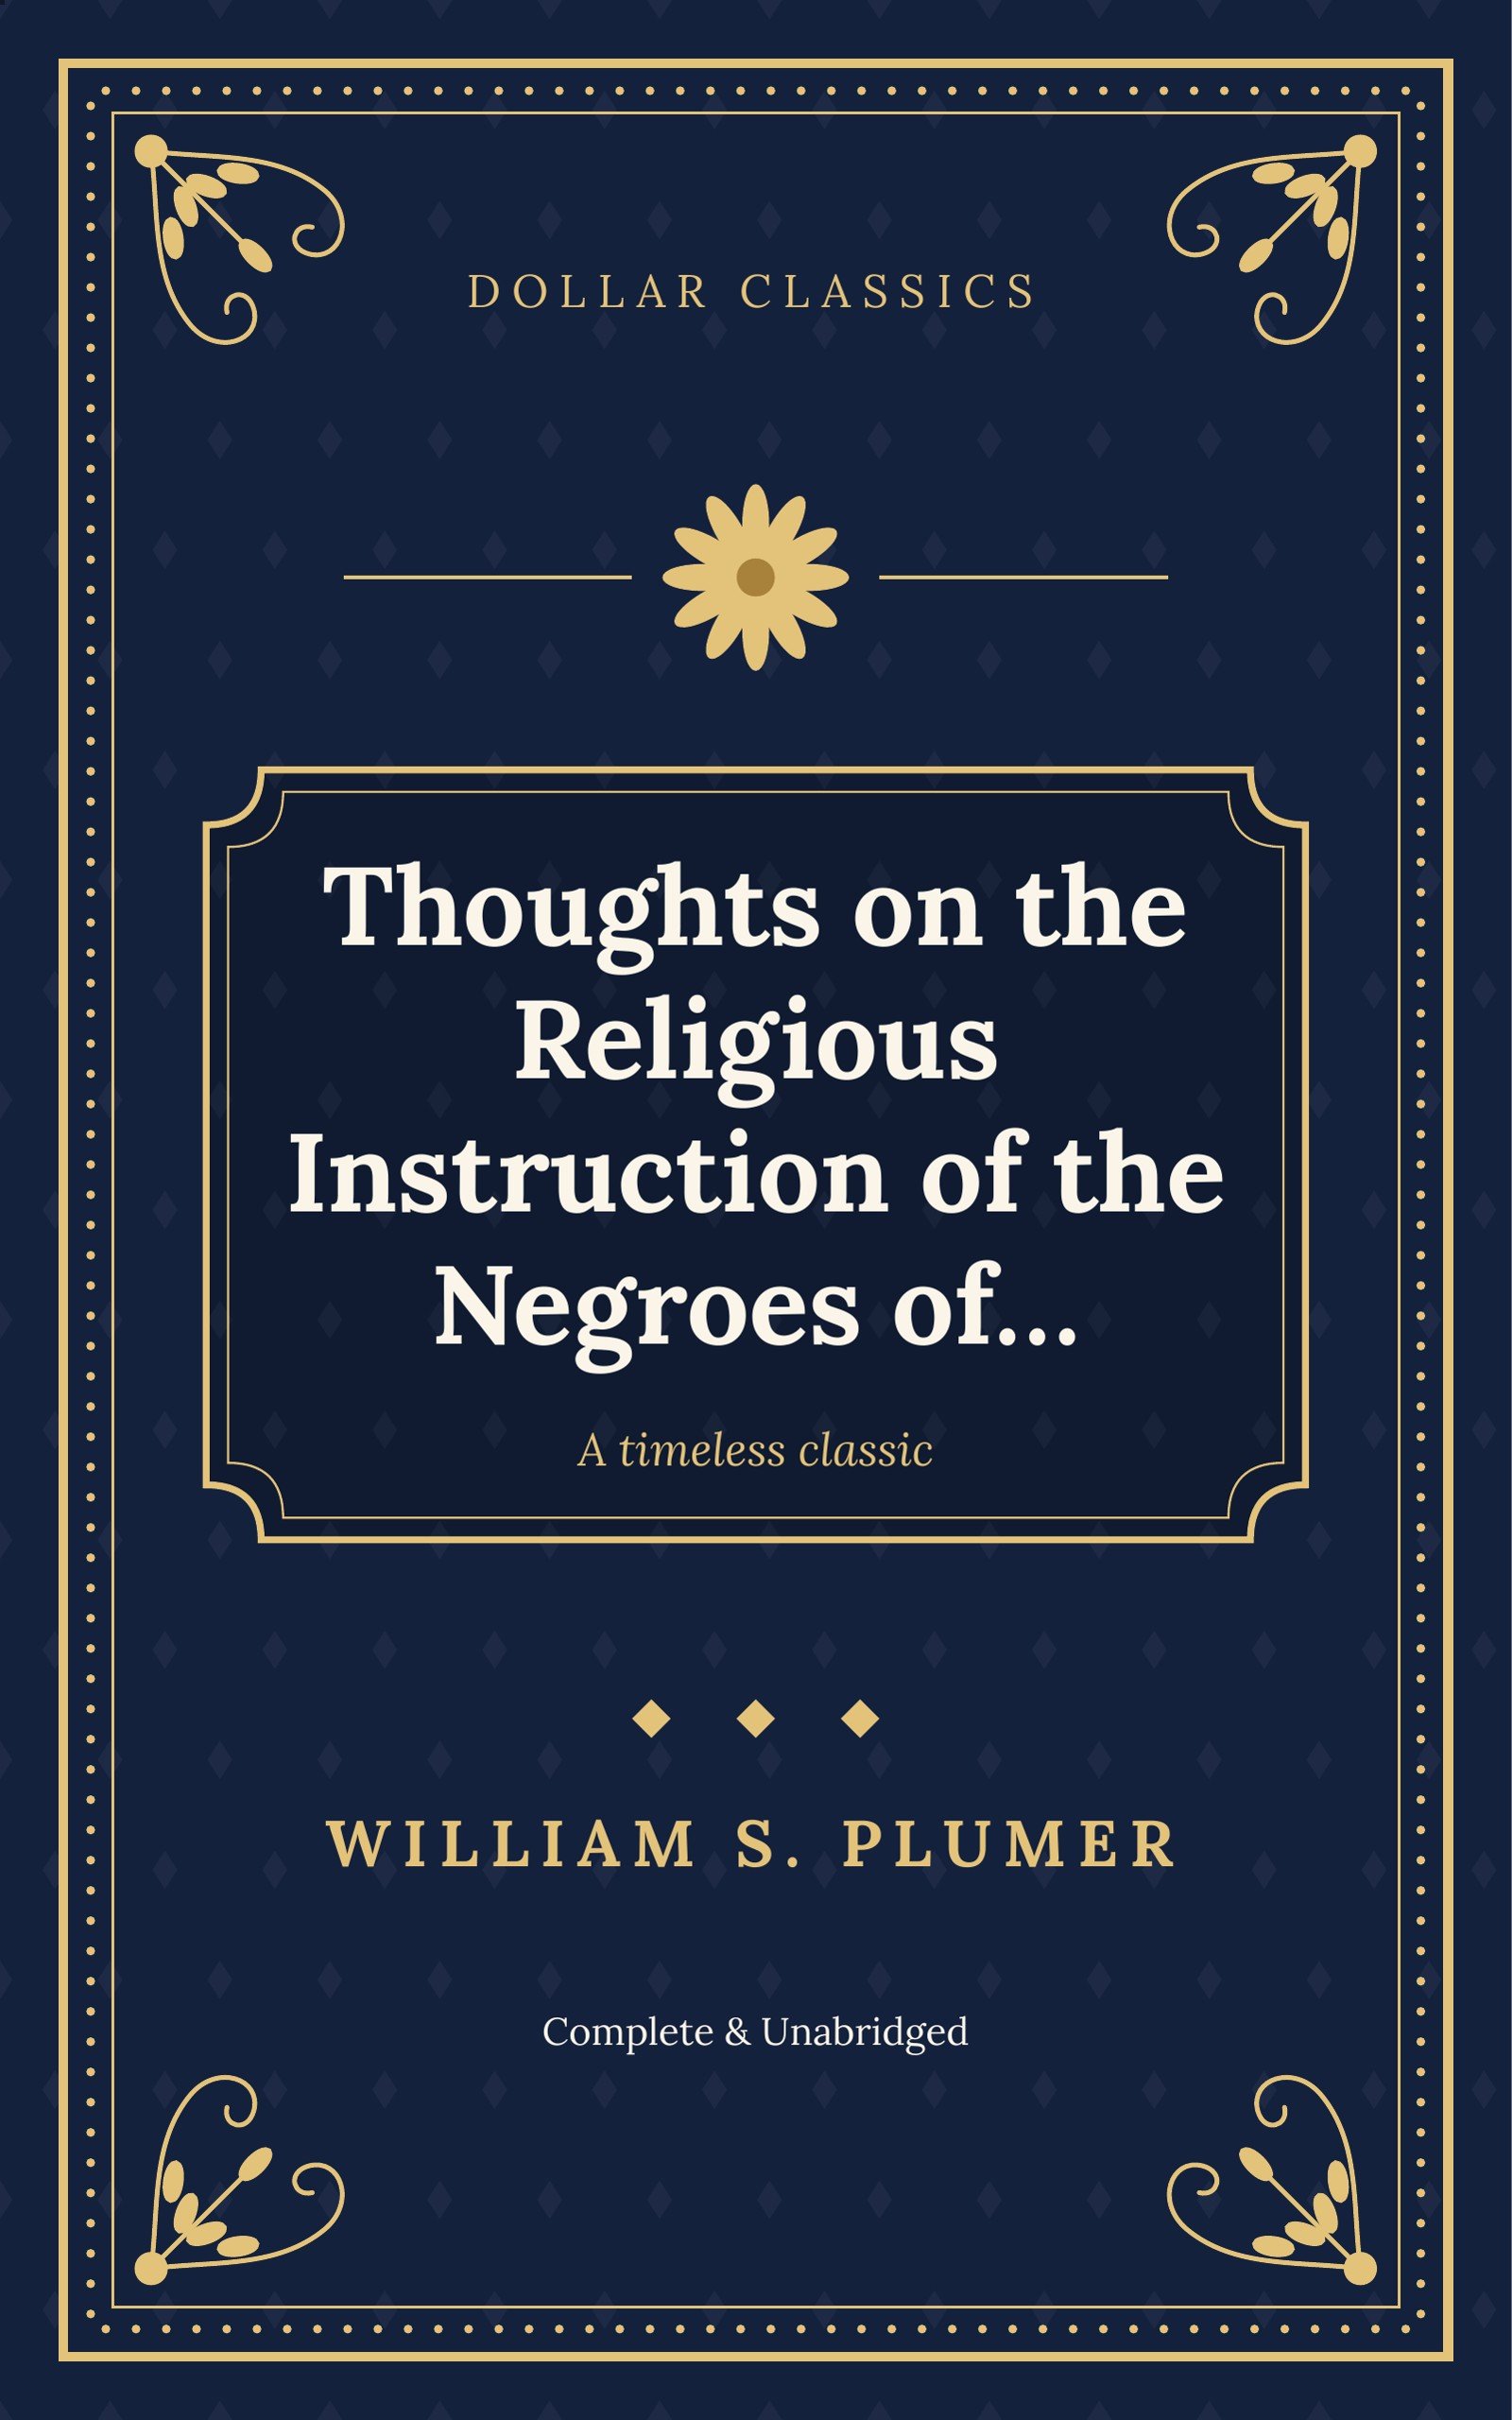 DOLLAR CLASSICS
Thoughts on the
Religious
Instruction of the
Negroes of...
A timeless classic
WILLIAM S. PLUMER
Complete & Unabridged